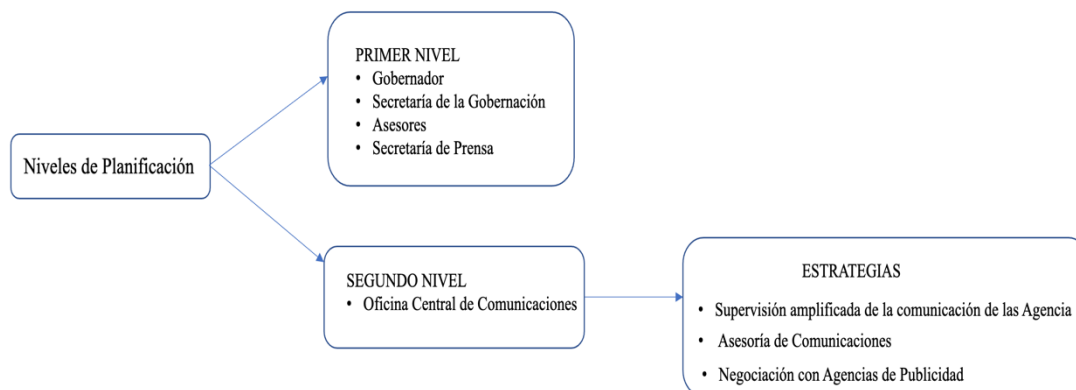 Niveles de Planificación
PRIMER NIVEL
• Gobernador
• Secretaría de la Gobernación
• Asesores
• Secretaría de Prensa
SEGUNDO NIVEL
• Oficina Central de Comunicaciones
ESTRATEGIAS
• Supervisión amplificada de la comunicación de las Agencia
• Asesoría de Comunicaciones
• Negociación con Agencias de Publicidad